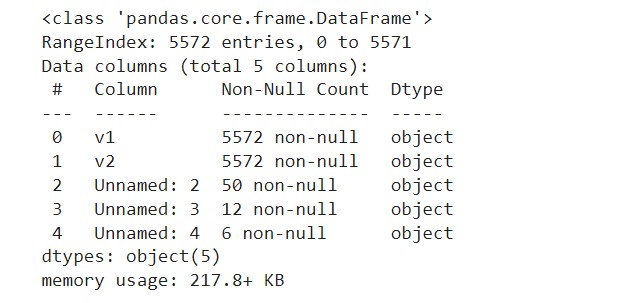 <class 'pandas.core.frame.DataFrame'>
RangeIndex: 5572 entries, 0 to 5571
Data columns (total 5 columns):
 #   Column      Non-Null Count  Dtype
---  ------      --------------  -----
 0   v1          5572 non-null   object
 1   v2          5572 non-null   object
 2   Unnamed: 2  50 non-null     object
 3   Unnamed: 3  12 non-null     object
 4   Unnamed: 4  6 non-null      object
dtypes: object(5)
memory usage: 217.8+ KB